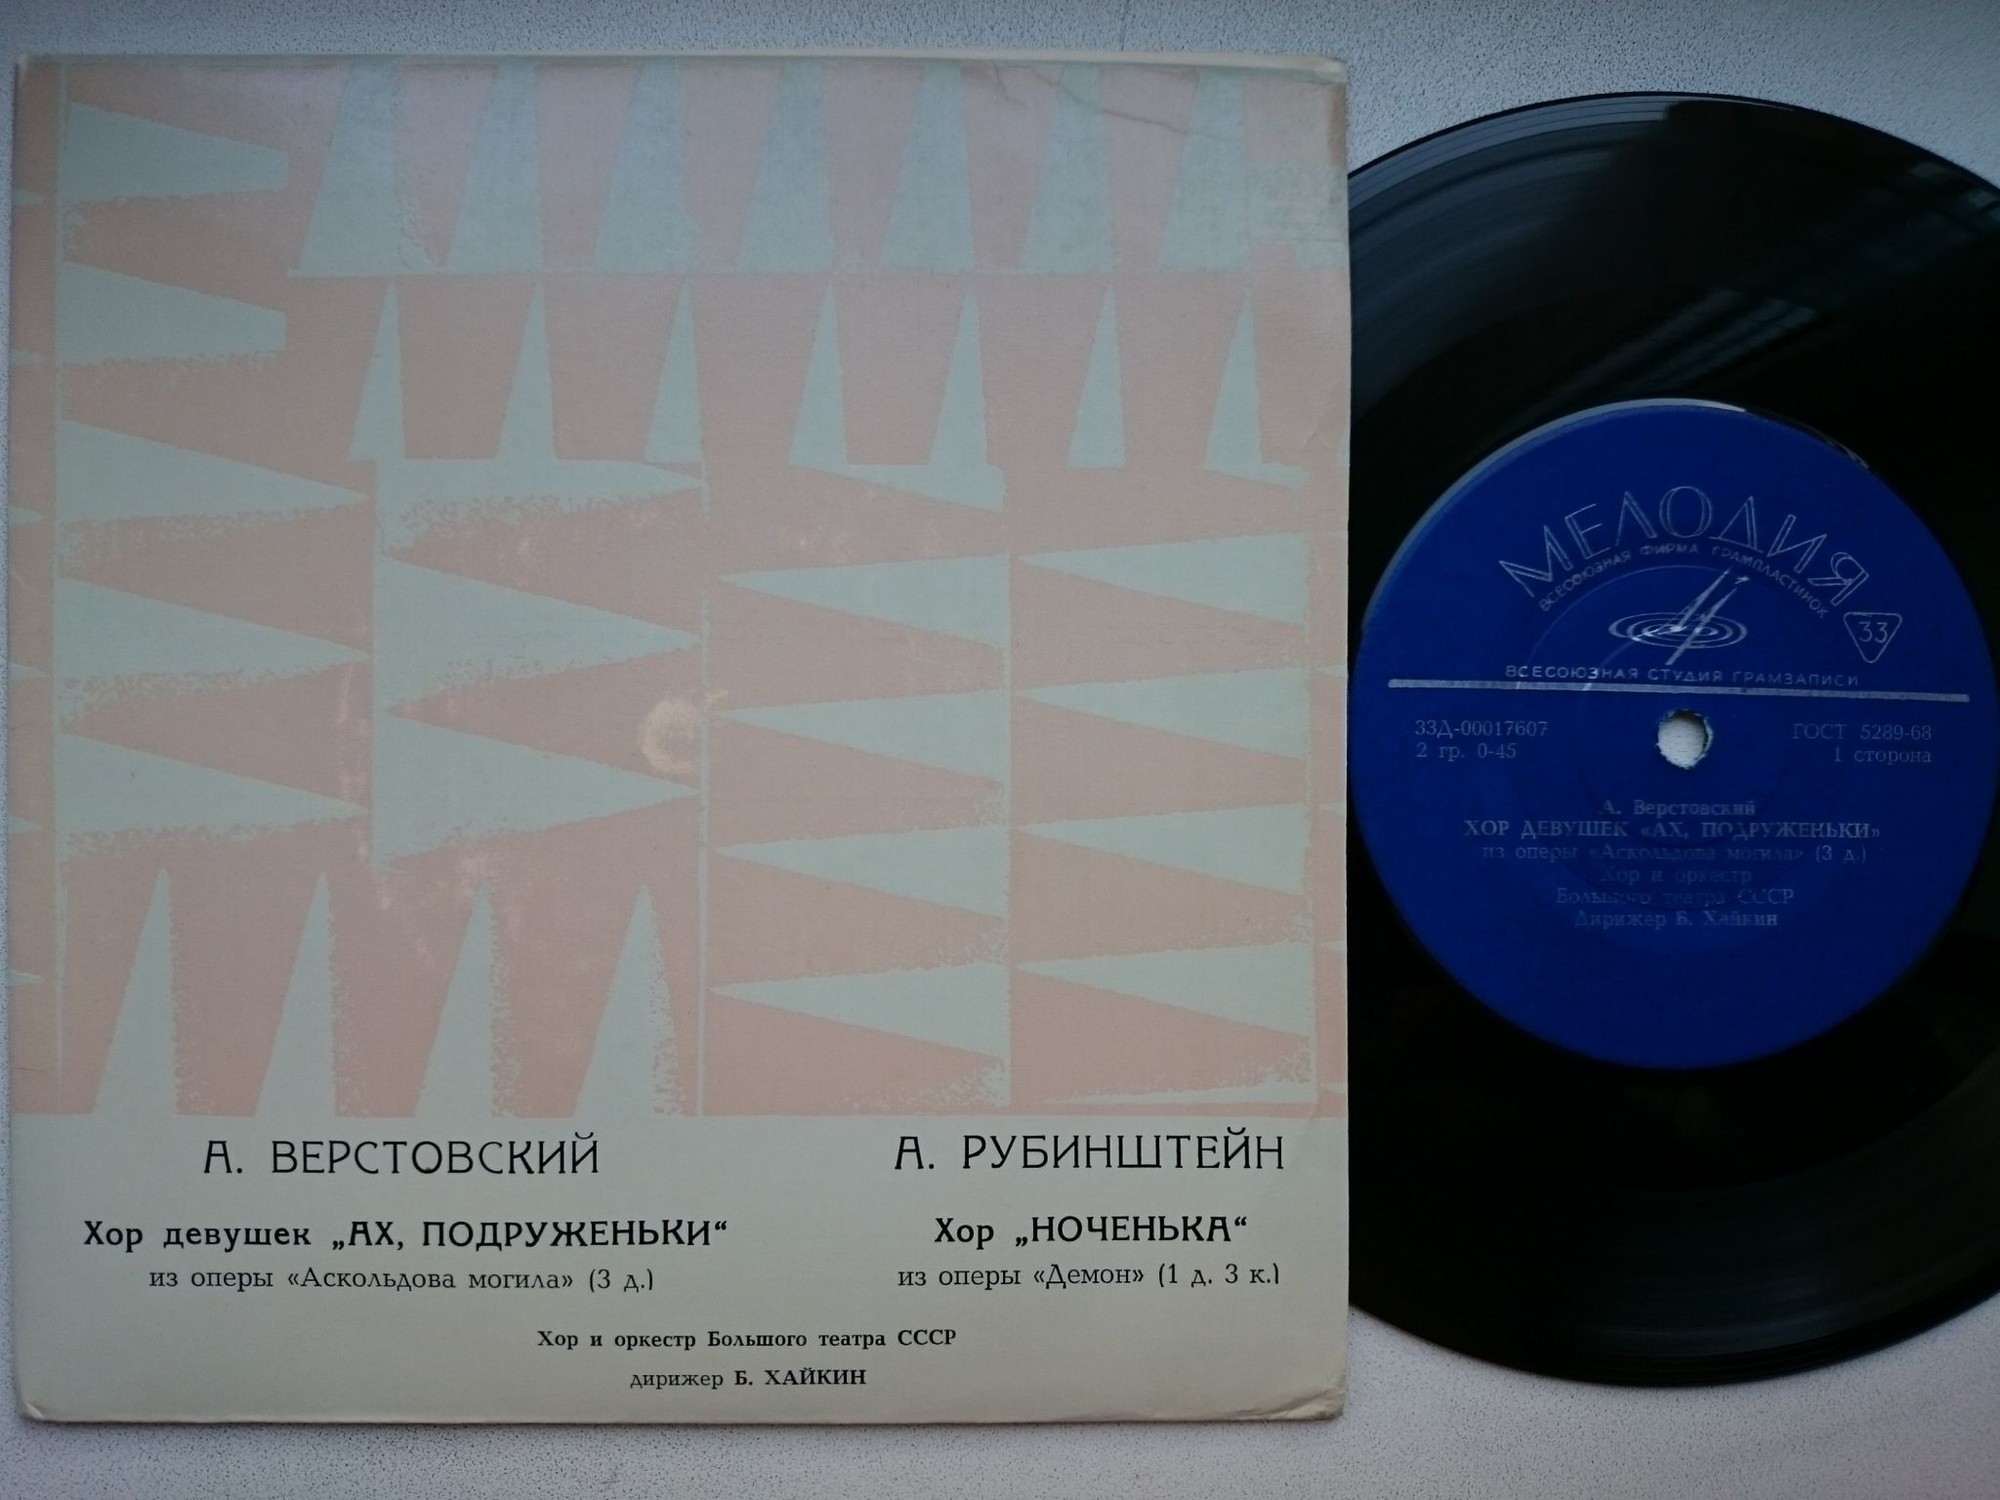 А. ВЕРСТОВСКИЙ
Хор девушек „АХ, ПОДРУЖЕНЬКИ“
из оперы «Аскольдова могила» (3 д.)
А. РУБИНШТЕЙН
Хор „НОЧЕНЬКА“
из оперы «Демон» (1 д. 3 к.)
Хор и оркестр Большого театра СССР
дирижер Б. ХАЙКИН
МЕЛОДИЯ
ВСЕСОЮЗНАЯ ФИРМА ГРАМПЛАСТИНОК
33
ВСЕСОЮЗНАЯ СТУДИЯ ГРАМЗАПИСИ
33Д-00017607
2 гр. 0-45
ГОСТ 5289-68
1 сторона
А. Верстовский
ХОР ДЕВУШЕК «АХ, ПОДРУЖЕНЬКИ»
из оперы «Аскольдова могила» (3 д.)
Хор и оркестр
Большого театра СССР
Дирижер Б. Хайкин